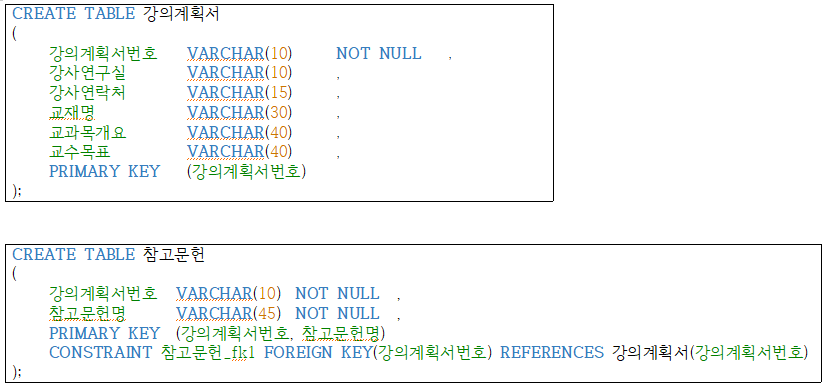 CREATE TABLE 강의계획서
(
강의계획서번호 VARCHAR(10) NOT NULL ,
강사연구실 VARCHAR(10) ,
강사연락처 VARCHAR(15) ,
교재명 VARCHAR(30) ,
교과목개요 VARCHAR(40) ,
교수목표 VARCHAR(40) ,
PRIMARY KEY (강의계획서번호)
);
CREATE TABLE 참고문헌
(
강의계획서번호 VARCHAR(10) NOT NULL ,
참고문헌명 VARCHAR(45) NOT NULL ,
PRIMARY KEY (강의계획서번호, 참고문헌명)
CONSTRAINT 참고문헌_fk1 FOREIGN KEY(강의계획서번호) REFERENCES 강의계획서(강의계획서번호)
);